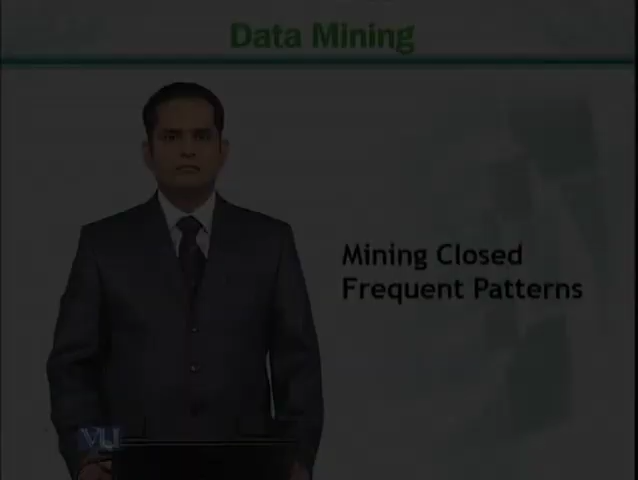 Data Mining
Mining Closed
Frequent Patterns
VU